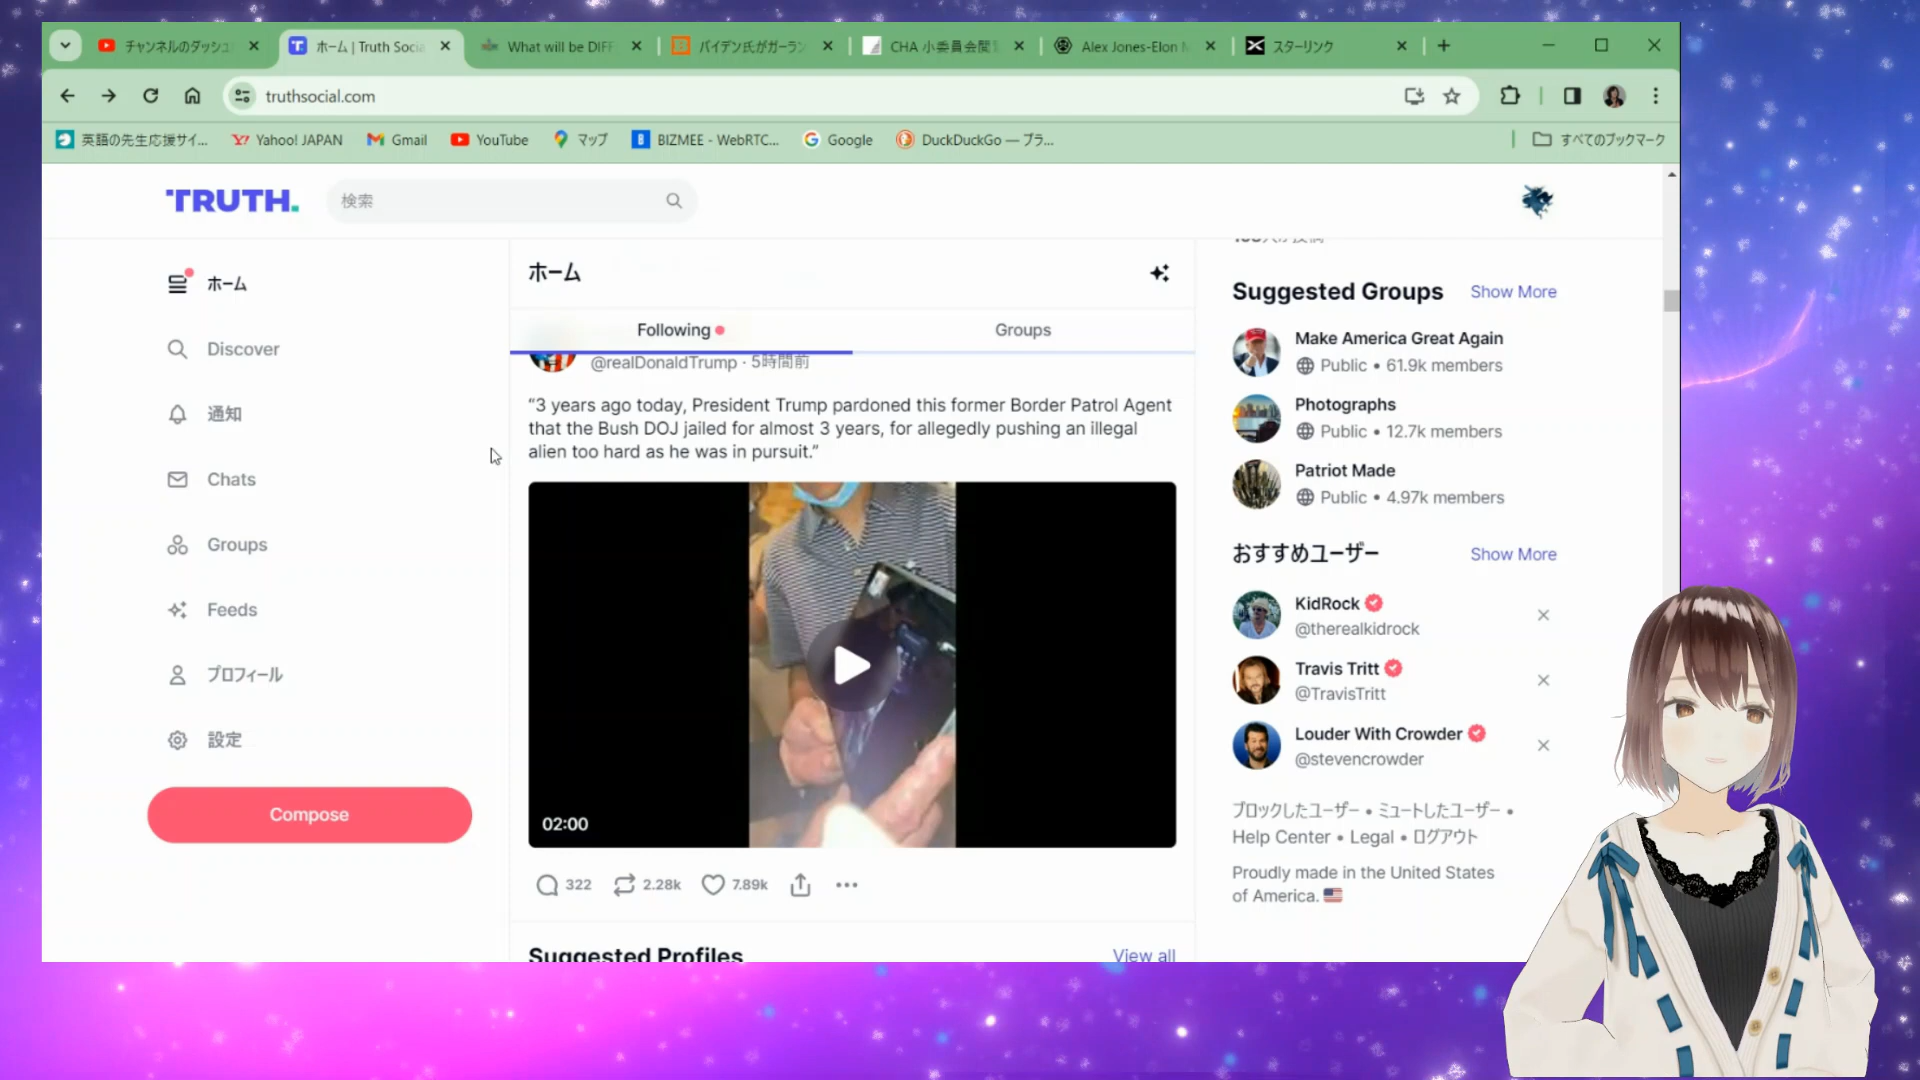 チャンネルのダッシュ
ホーム | Truth Socia
What will be DIFF
バイデン氏がガーラン
CHA 小委員会聞
Alex Jones-Elon M
スターリンク
truthsocial.com
英語の先生応援サイ...
Yahoo! JAPAN
Gmail
YouTube
マップ
BIZMEE - WebRTC...
Google
DuckDuckGo — プラ...
すべてのブックマーク
TRUTH.
検索
ホーム
Discover
通知
Chats
Groups
Feeds
プロフィール
設定
Compose
ホーム
Following
Groups
@realDonaldTrump · 5時間前
“3 years ago today, President Trump pardoned this former Border Patrol Agent
that the Bush DOJ jailed for almost 3 years, for allegedly pushing an illegal
alien too hard as he was in pursuit.”
02:00
322
2.28k
7.89k
Suggested Profiles
View all
Suggested Groups
Show More
Make America Great Again
Public • 61.9k members
Photographs
Public • 12.7k members
Patriot Made
Public • 4.97k members
おすすめユーザー
Show More
KidRock
@therealkidrock
Travis Tritt
@TravisTritt
Louder With Crowder
@stevencrowder
ブロックしたユーザー • ミュートしたユーザー •
Help Center • Legal • ログアウト
Proudly made in the United States
of America.